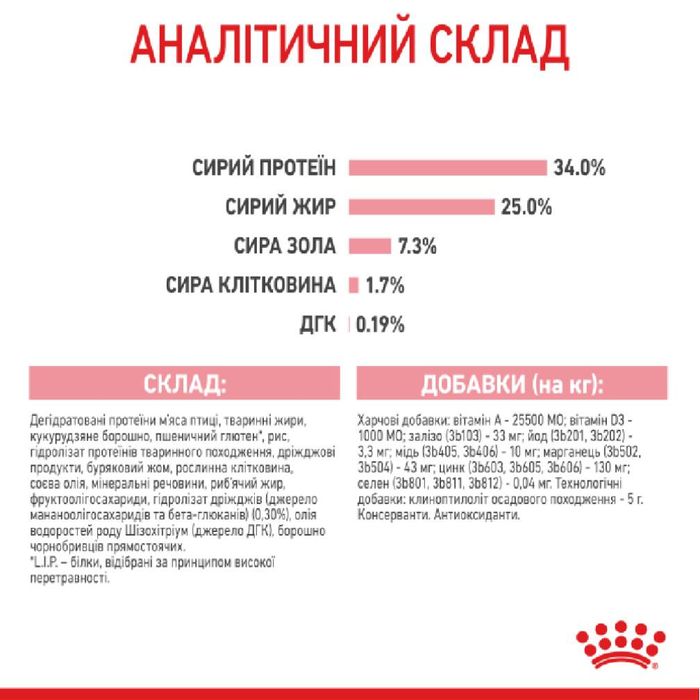 АНАЛІТИЧНИЙ СКЛАД
СИРИЙ ПРОТЕЇН 34.0%
СИРИЙ ЖИР 25.0%
СИРА ЗОЛА 7.3%
СИРА КЛІТКОВИНА 1.7%
ДГК 0.19%
СКЛАД:
Дегідратовані протеїни м'яса птиці, тваринні жири,
кукурудзяне борошно, пшеничний глютен*, рис,
гідролізат протеїнів тваринного походження, дріжджові
продукти, буряковий жом, рослинна клітковина,
соєва олія, мінеральні речовини, риб'ячий жир,
фруктоолігосахариди, гідролізат дріжджів (джерело
мананоолігосахаридів та бета-глюканів) (0,30%), олія
водоростей роду Шізохітріум (джерело ДГК), борошно
чорнобривців прямостоячих.
*L.I.P. – білки, відібрані за принципом високої
перетравності.
ДОБАВКИ (на кг):
Харчові добавки: вітамін А - 25500 МО; вітамін D3 -
1000 МО; залізо (3b103) - 33 мг; йод (3b201, 3b202) -
3,3 мг; мідь (3b405, 3b406) - 10 мг; марганець (3b502,
3b504) - 43 мг; цинк (3b603, 3b605, 3b606) - 130 мг;
селен (3b801, 3b811, 3b812) - 0,04 мг. Технологічні
добавки: клиноптилоліт осадового походження - 5 г.
Консерванти. Антиоксиданти.